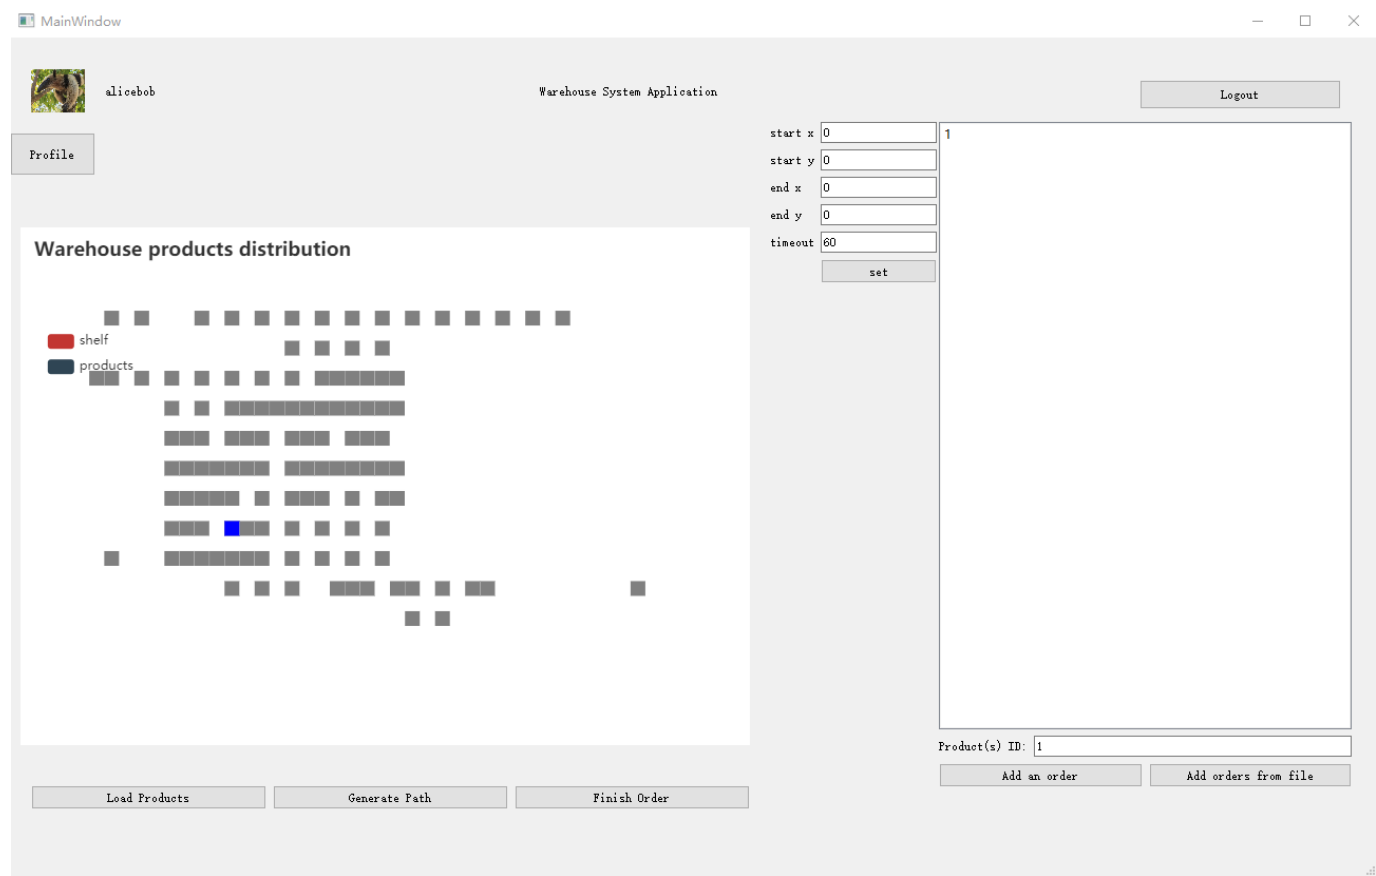 MainWindow
alicebob
Warehouse System Application
Logout
Profile
start x 0
start y 0
end x 0
end y 0
timeout 60
set
1
Warehouse products distribution
shelf
products
Product(s) ID: 1
Add an order
Add orders from file
Load Products
Generate Path
Finish Order